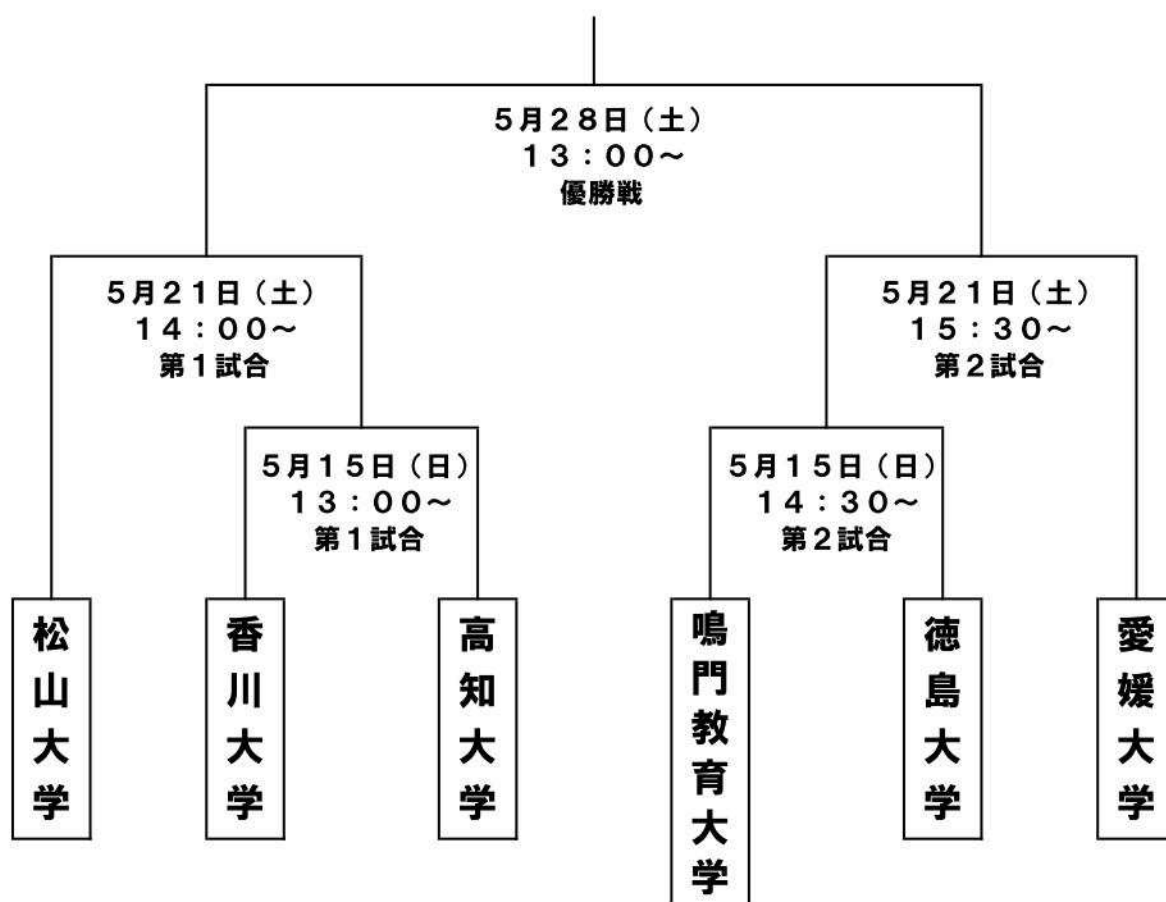 ５月２８日（土）
１３：００～
優勝戦
５月２１日（土）
１４：００～
第１試合
５月２１日（土）
１５：３０～
第２試合
５月１５日（日）
１３：００～
第１試合
５月１５日（日）
１４：３０～
第２試合
松山大学
香川大学
高知大学
鳴門教育大学
徳島大学
愛媛大学